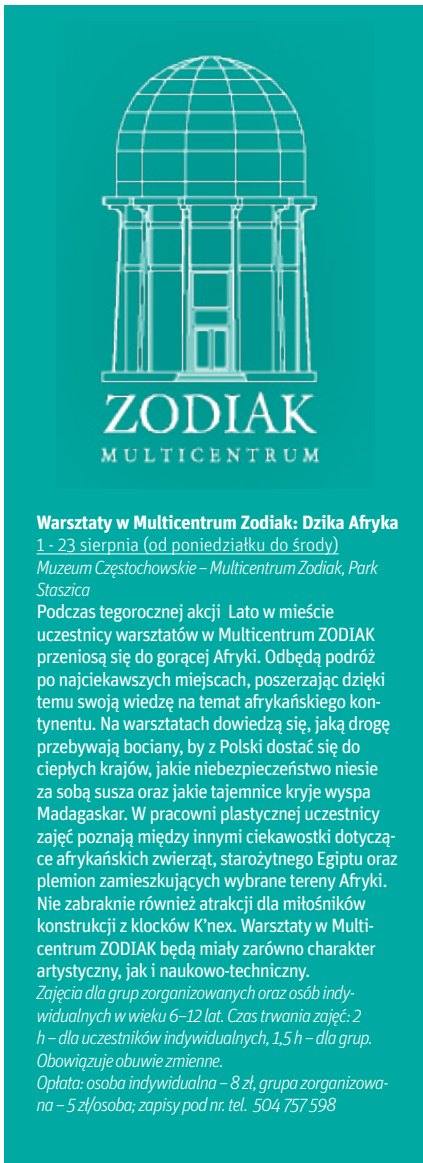 ZODIAK
MULTICENTRUM
Warsztaty w Multicentrum Zodiak: Dzika Afryka
1 - 23 sierpnia (od poniedziałku do środy)
Muzeum Częstochowskie – Multicentrum Zodiak, Park
Staszica
Podczas tegorocznej akcji Lato w mieście
uczestnicy warsztatów w Multicentrum ZODIAK
przeniosą się do gorącej Afryki. Odbędą podróż
po najciekawszych miejscach, poszerzając dzięki
temu swoją wiedzę na temat afrykańskiego kon-
tynentu. Na warsztatach dowiedzą się, jaką drogę
przebywają bociany, by z Polski dostać się do
ciepłych krajów, jakie niebezpieczeństwo niesie
za sobą susza oraz jakie tajemnice kryje wyspa
Madagaskar. W pracowni plastycznej uczestnicy
zajęć poznają między innymi ciekawostki dotyczą-
ce afrykańskich zwierząt, starożytnego Egiptu oraz
plemion zamieszkujących wybrane tereny Afryki.
Nie zabraknie również atrakcji dla miłośników
konstrukcji z klocków K'nex. Warsztaty w Multi-
centrum ZODIAK będą miały zarówno charakter
artystyczny, jak i naukowo-techniczny.
Zajęcia dla grup zorganizowanych oraz osób indy-
widualnych w wieku 6–12 lat. Czas trwania zajęć: 2
h – dla uczestników indywidualnych, 1,5 h – dla grup.
Obowiązuje obuwie zmienne.
Opłata: osoba indywidualna – 8 zł, grupa zorganizowa-
na – 5 zł/osoba; zapisy pod nr. tel. 504 757 598